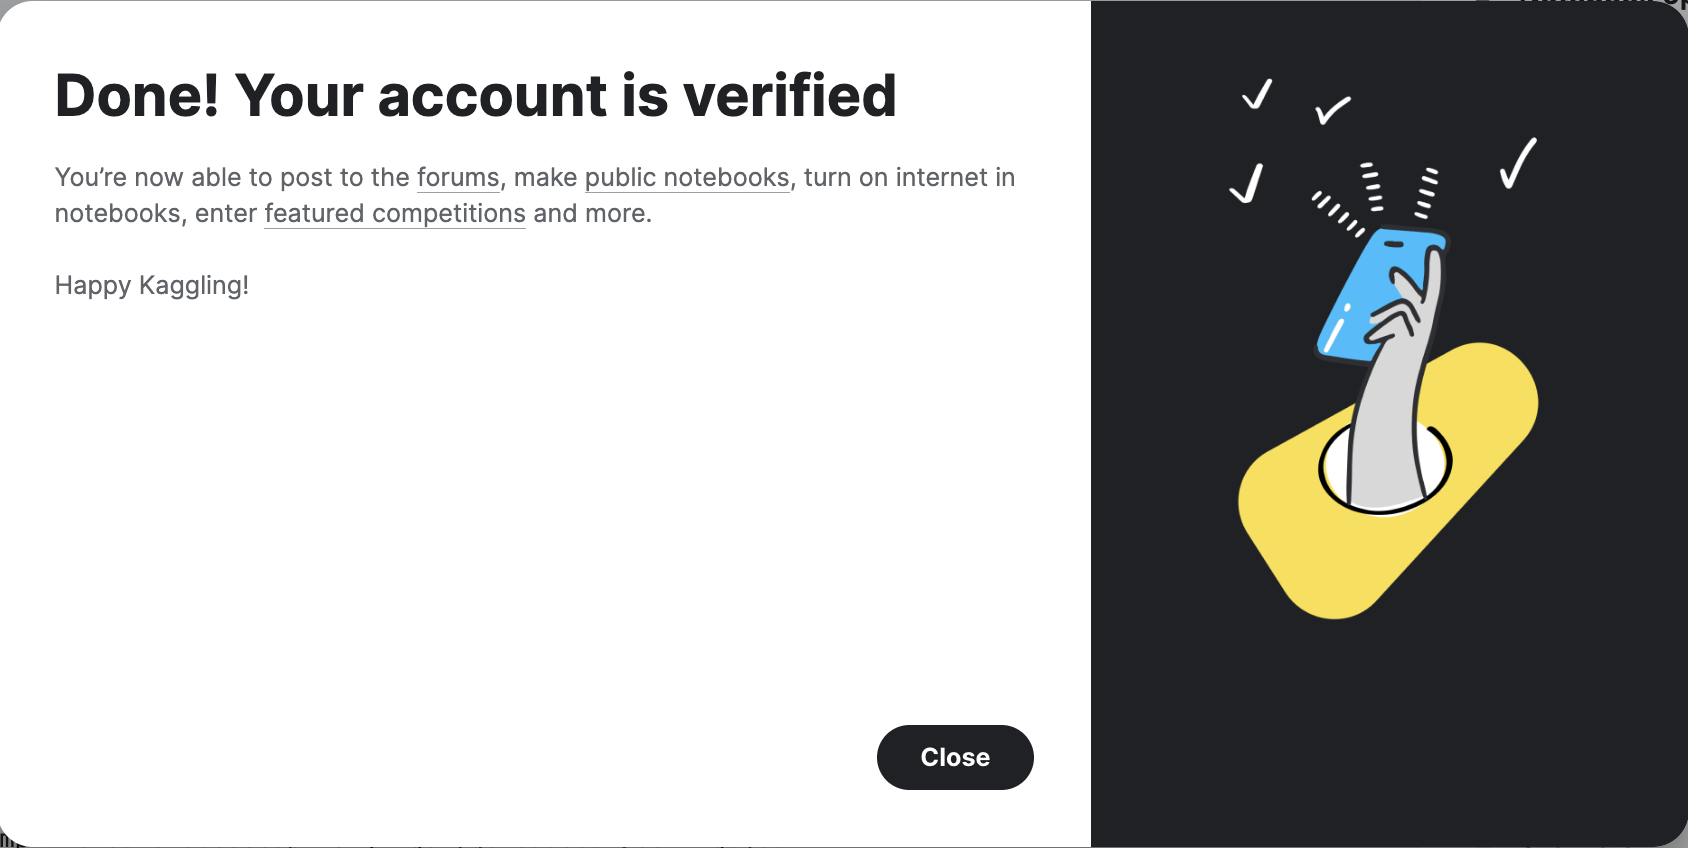 Done! Your account is verified
You’re now able to post to the forums, make public notebooks, turn on internet in
notebooks, enter featured competitions and more.
Happy Kaggling!
Close